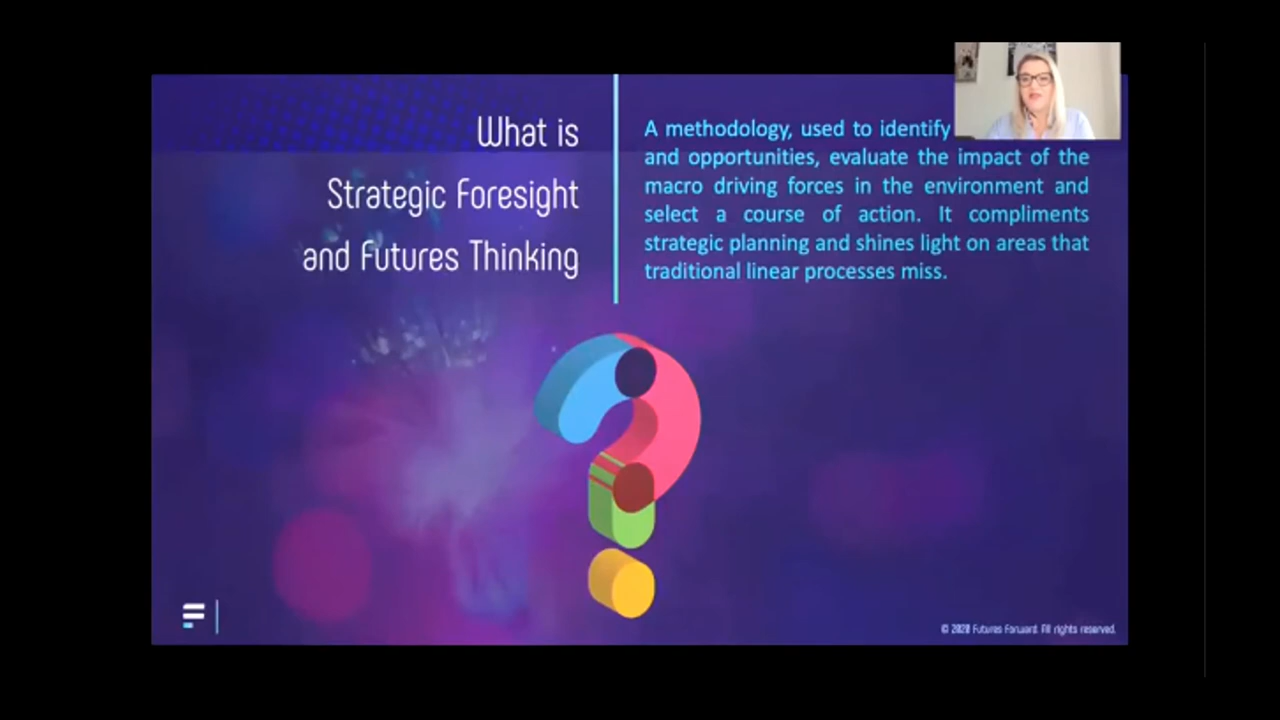 What is
Strategic Foresight
and Futures Thinking
A methodology, used to identify
and opportunities, evaluate the impact of the
macro driving forces in the environment and
select a course of action. It compliments
strategic planning and shines light on areas that
traditional linear processes miss.
© 2020 Futures Forward. All rights reserved.